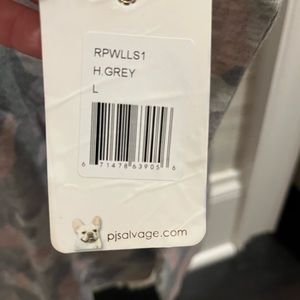 RPWLLS1
H.GREY
L
6 71478 63905 6
pjsalvage.com